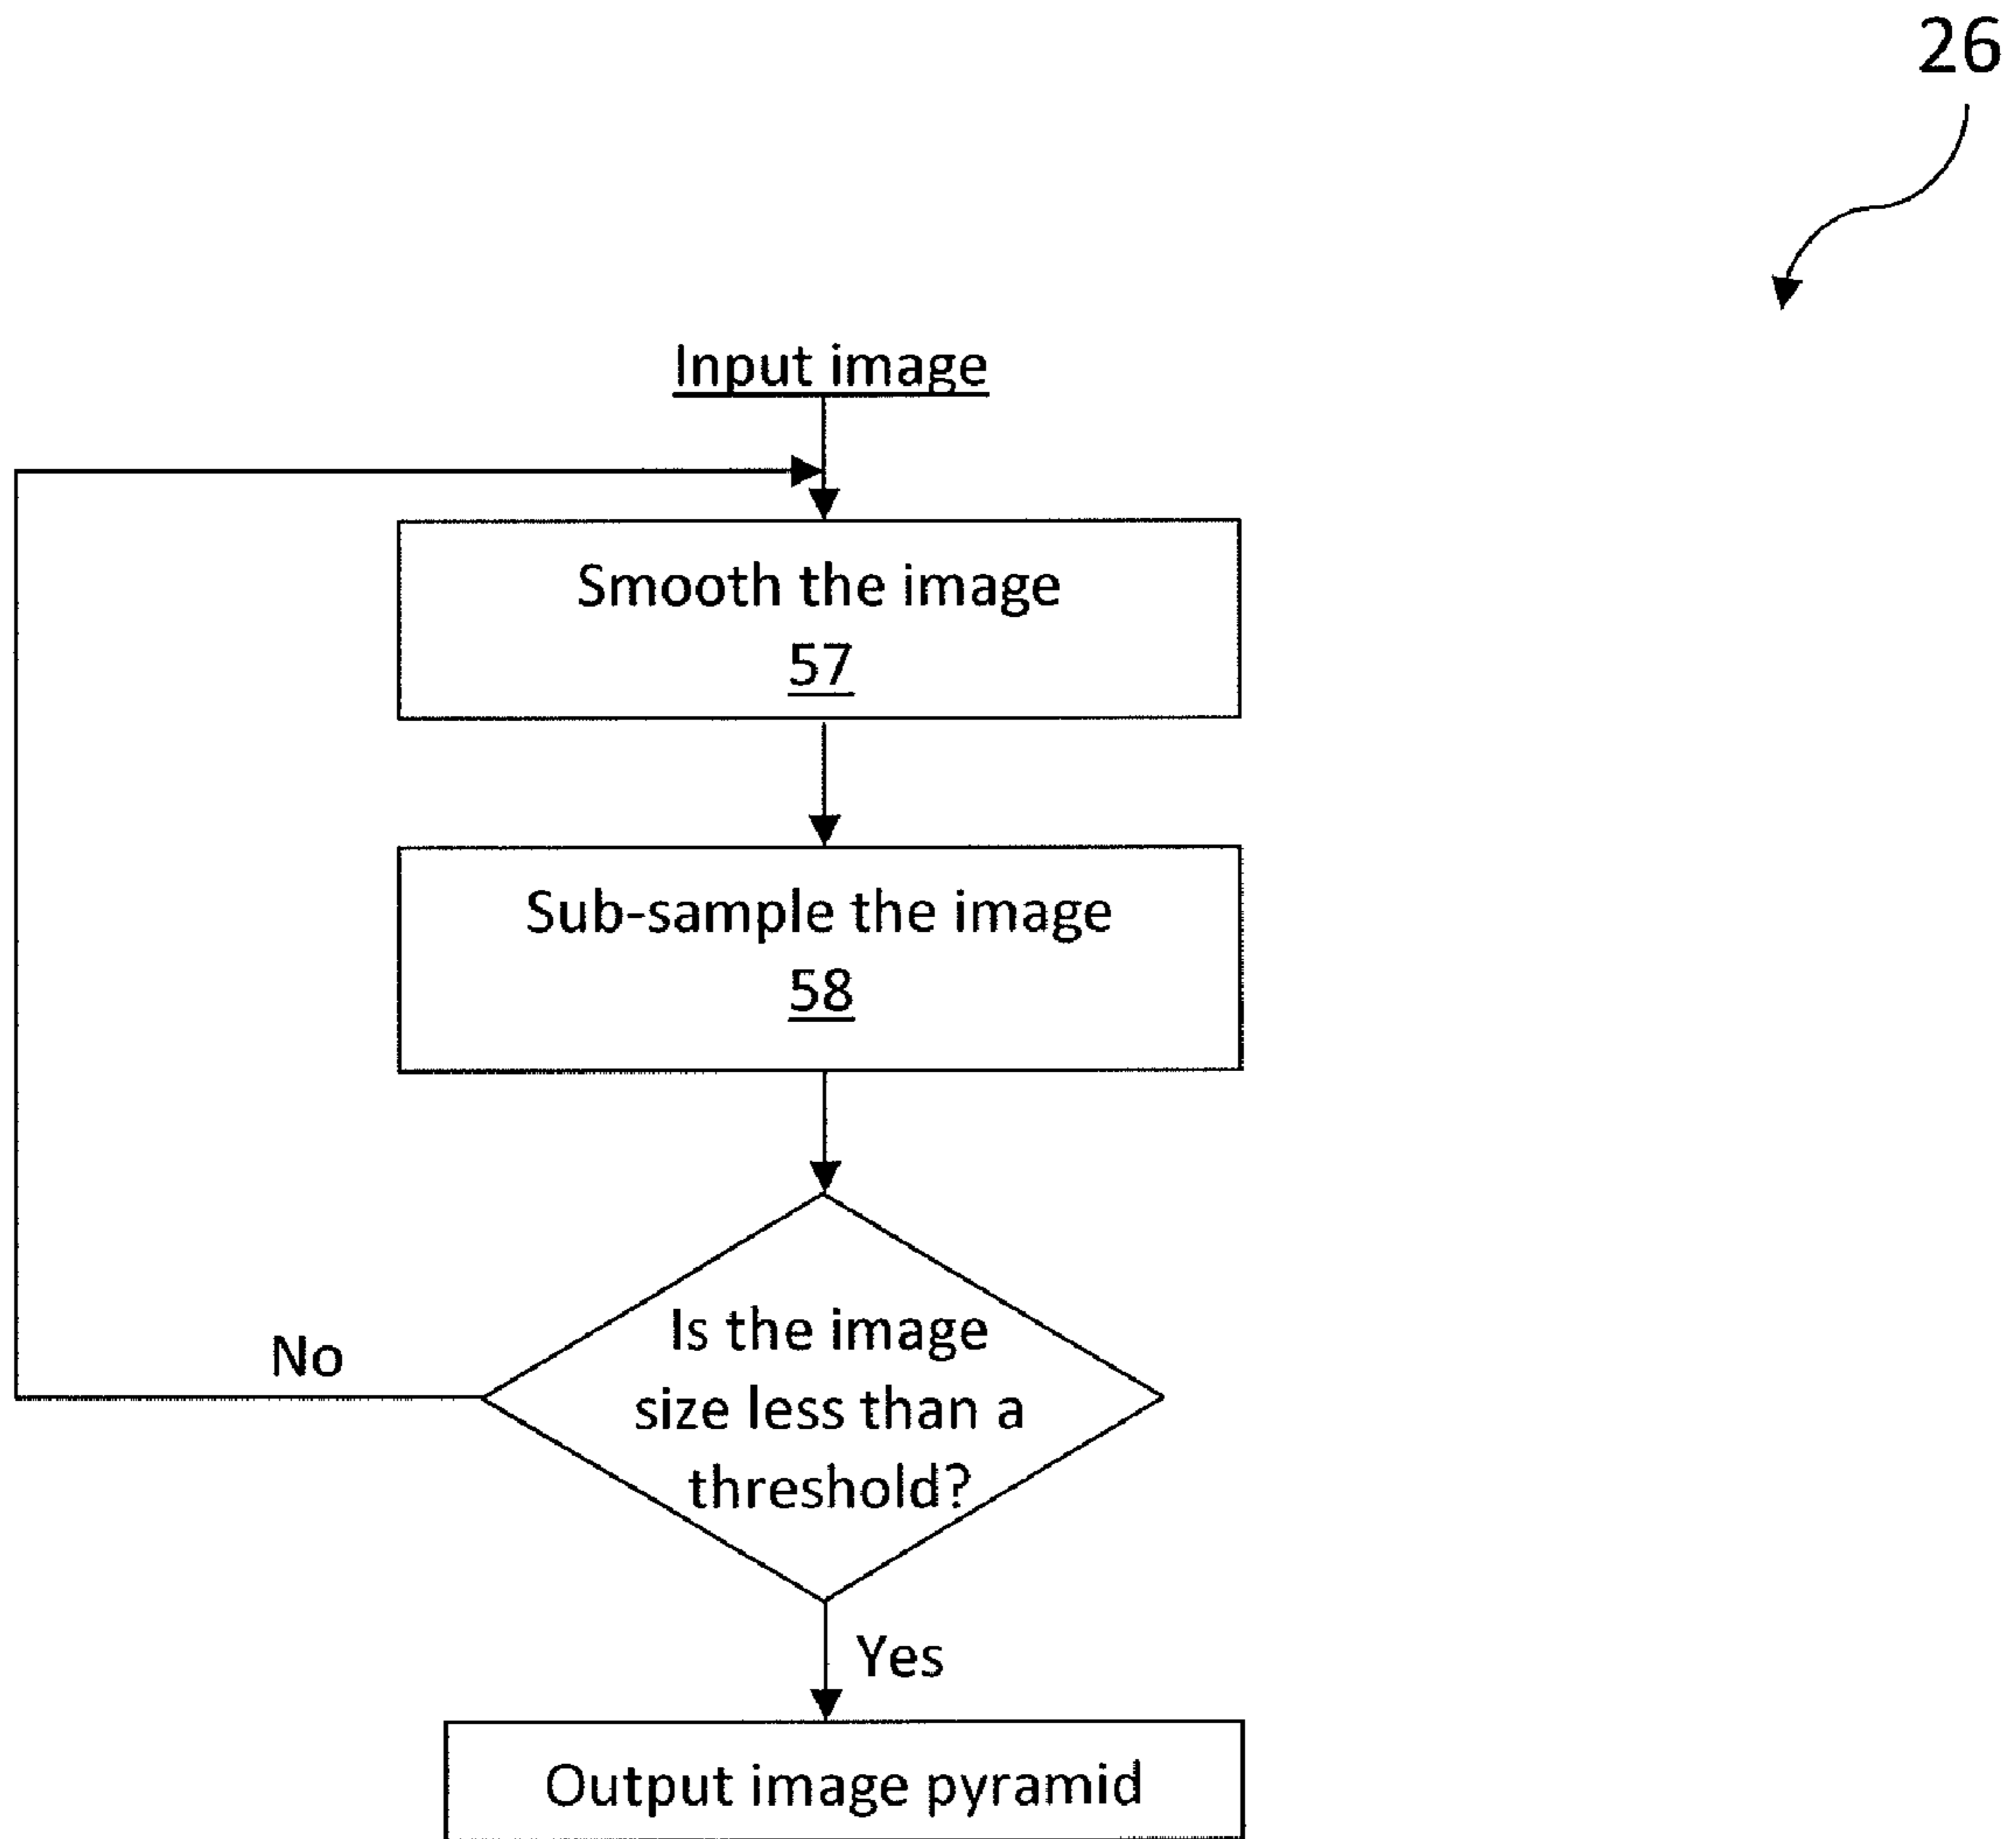 26
Input image
Smooth the image
57
Sub-sample the image
58
Is the image
size less than a
threshold?
No
Yes
Output image pyramid